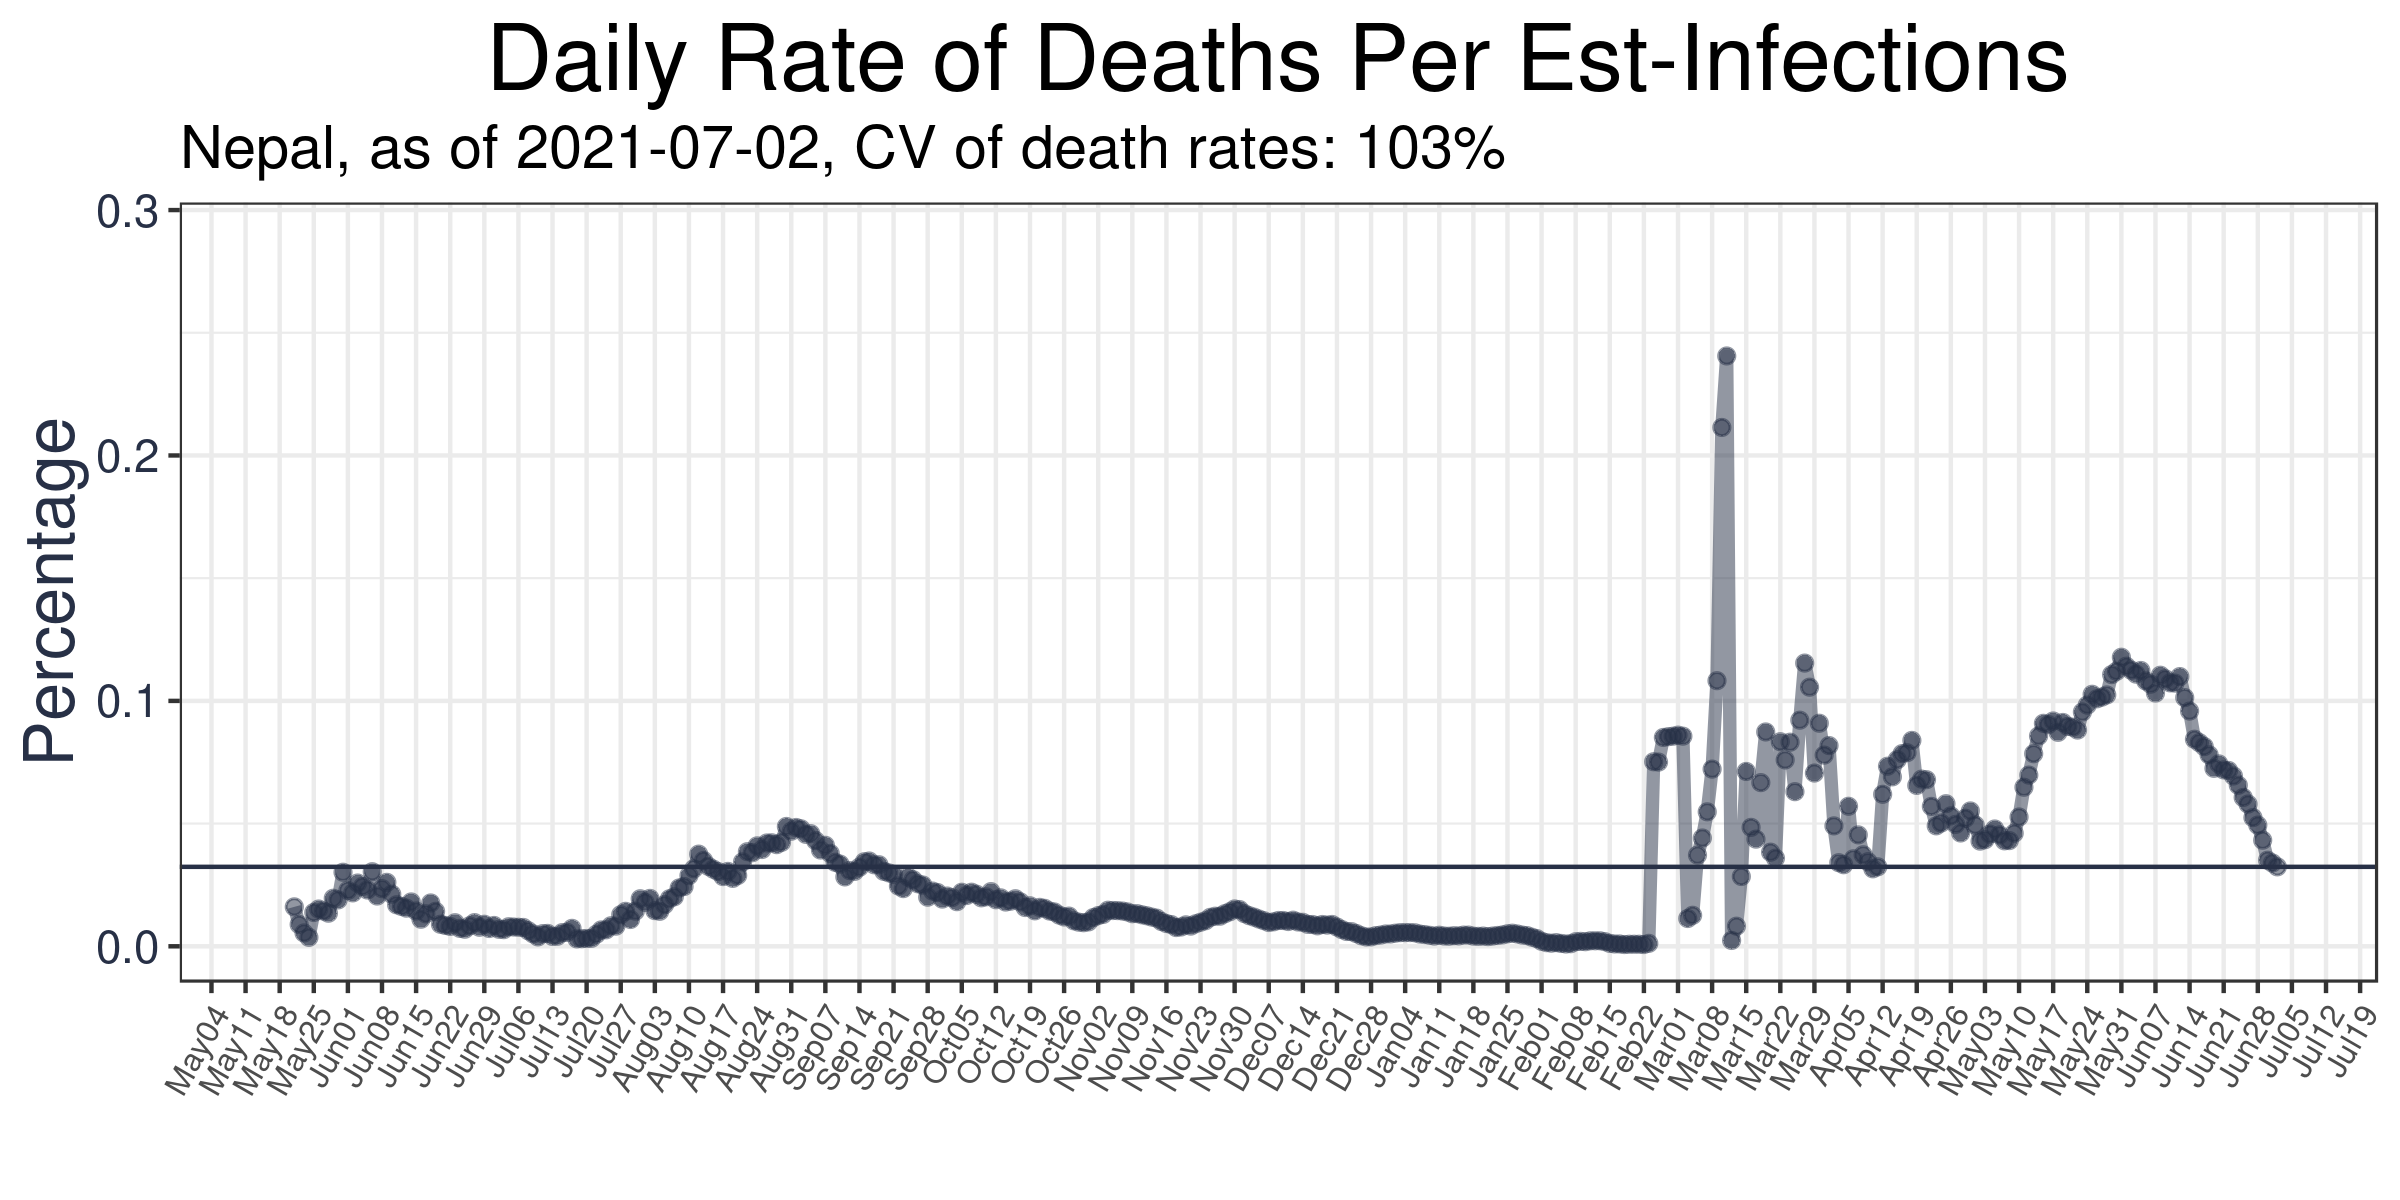 Daily Rate of Deaths Per Est-Infections
Nepal, as of 2021-07-02, CV of death rates: 103%
Percentage
0.3
0.2
0.1
0.0
May04
May11
May18
May25
Jun01
Jun08
Jun15
Jun22
Jun29
Jul06
Jul13
Jul20
Jul27
Aug03
Aug10
Aug17
Aug24
Aug31
Sep07
Sep14
Sep21
Sep28
Oct05
Oct12
Oct19
Oct26
Nov02
Nov09
Nov16
Nov23
Nov30
Dec07
Dec14
Dec21
Dec28
Jan04
Jan11
Jan18
Jan25
Feb01
Feb08
Feb15
Feb22
Mar01
Mar08
Mar15
Mar22
Mar29
Apr05
Apr12
Apr19
Apr26
May03
May10
May17
May24
May31
Jun07
Jun14
Jun21
Jun28
Jul05
Jul12
Jul19